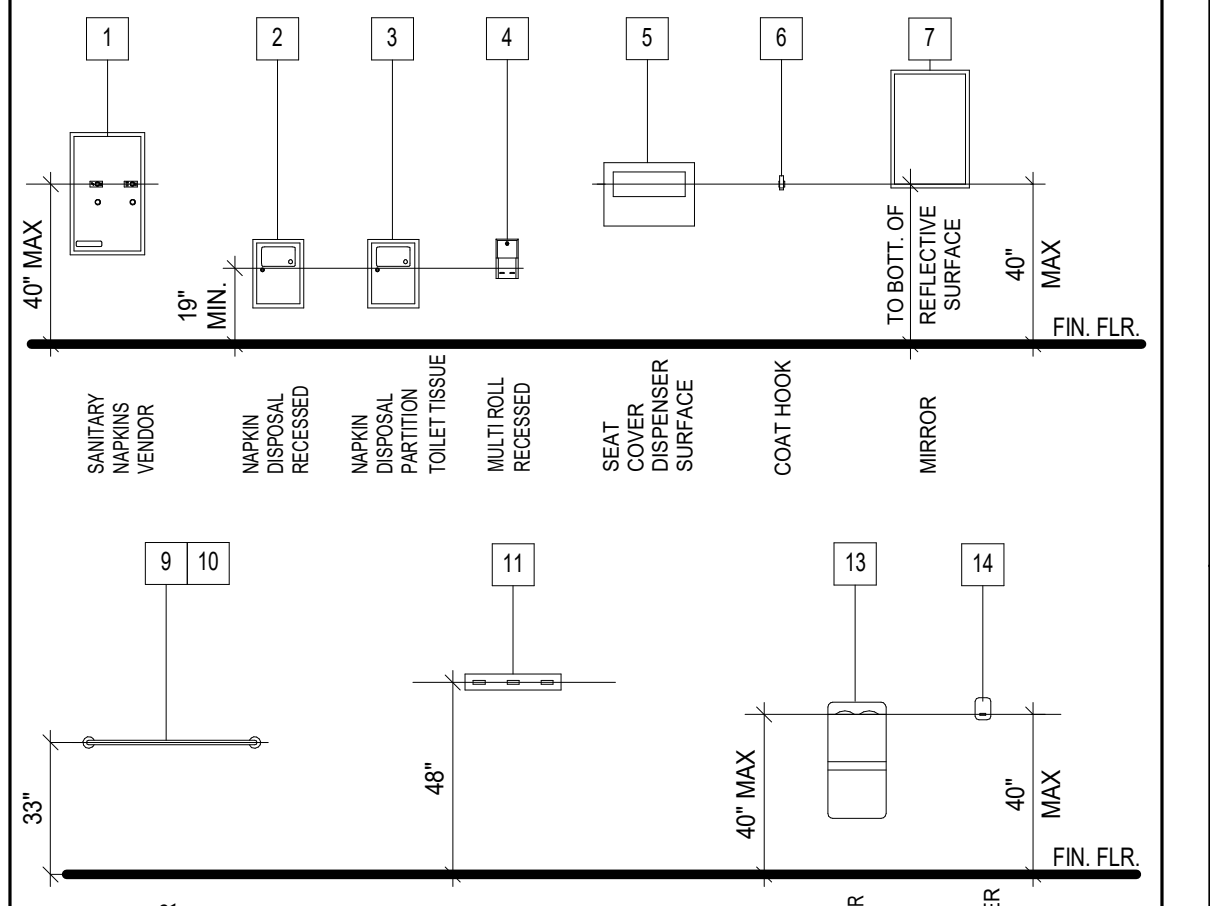 1
2
3
4
5
6
7
40" MAX
19"
MIN.
TO BOTT. OF
REFLECTIVE
SURFACE
40"
MAX
FIN. FLR.
SANITARY
NAPKINS
VENDOR
NAPKIN
DISPOSAL
RECESSED
NAPKIN
DISPOSAL
PARTITION
TOILET TISSUE
MULTI ROLL
RECESSED
SEAT
COVER
DISPENSER
SURFACE
COAT HOOK
MIRROR
9 10
11
13
14
33"
48"
40" MAX
40"
MAX
FIN. FLR.